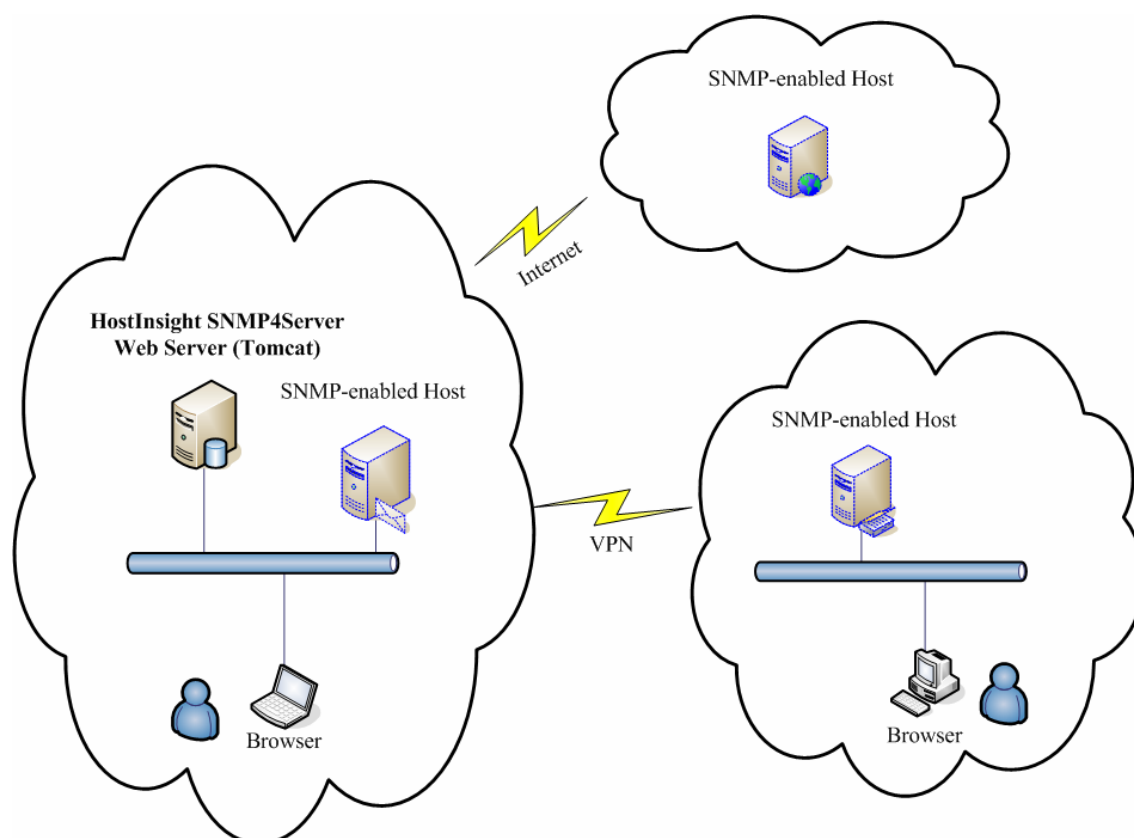 SNMP-enabled Host
Internet
HostInsight SNMP4Server
Web Server (Tomcat)
SNMP-enabled Host
SNMP-enabled Host
VPN
Browser
Browser